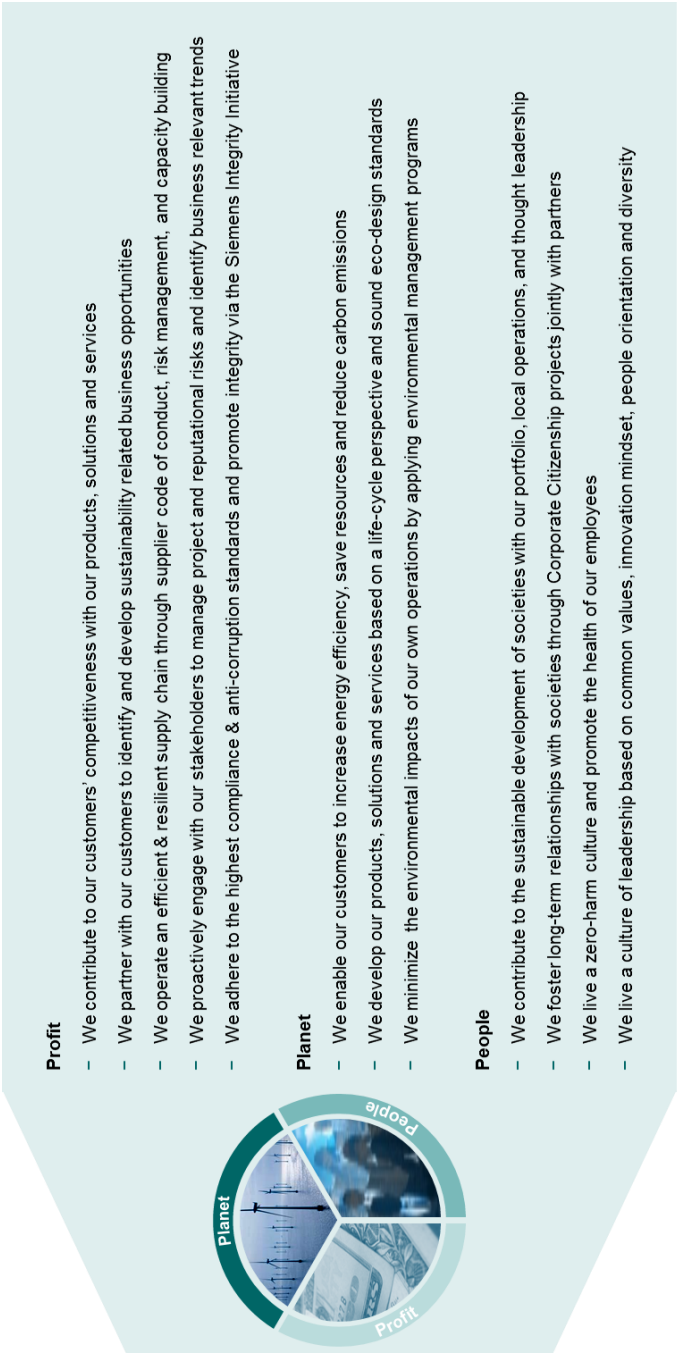 Profit
– We contribute to our customers' competitiveness with our products, solutions and services
– We partner with our customers to identify and develop sustainability related business opportunities
– We operate an efficient & resilient supply chain through supplier code of conduct, risk management, and capacity building
– We proactively engage with our stakeholders to manage project and reputational risks and identify business relevant trends
– We adhere to the highest compliance & anti-corruption standards and promote integrity via the Siemens Integrity Initiative
Planet
– We enable our customers to increase energy efficiency, save resources and reduce carbon emissions
– We develop our products, solutions and services based on a life-cycle perspective and sound eco-design standards
– We minimize the environmental impacts of our own operations by applying environmental management programs
People
– We contribute to the sustainable development of societies with our portfolio, local operations, and thought leadership
– We foster long-term relationships with societies through Corporate Citizenship projects jointly with partners
– We live a zero-harm culture and promote the health of our employees
– We live a culture of leadership based on common values, innovation mindset, people orientation and diversity
Planet
People
Profit